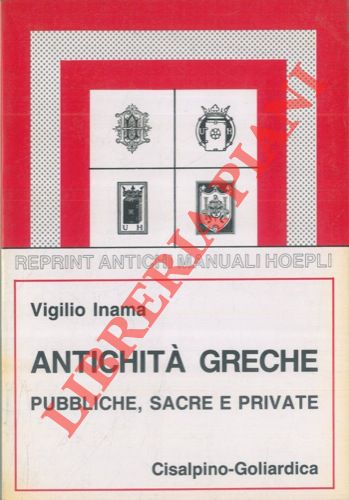 REPRINT ANTICHI MANUALI HOEPLI
Vigilio Inama
ANTICHITÀ GRECHE
PUBBLICHE, SACRE E PRIVATE
Cisalpino-Goliardica
LIBRERIA PIANI